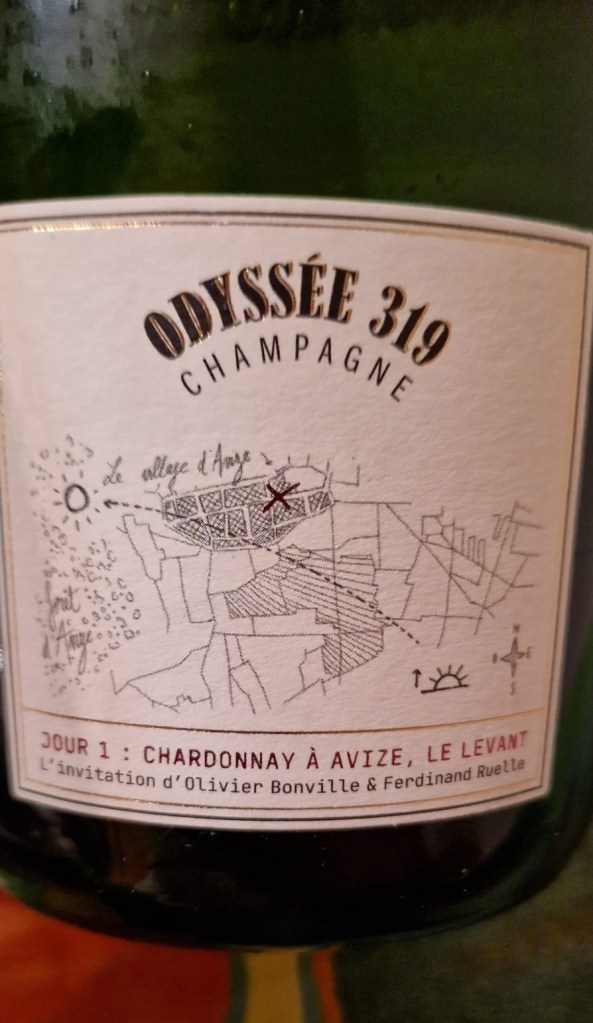 ODYSSÉE 319
CHAMPAGNE
Le village d'Avize
forêt
d'Avize
N
E
S
JOUR 1 : CHARDONNAY À AVIZE, LE LEVANT
L'invitation d'Olivier Bonville & Ferdinand Ruelle